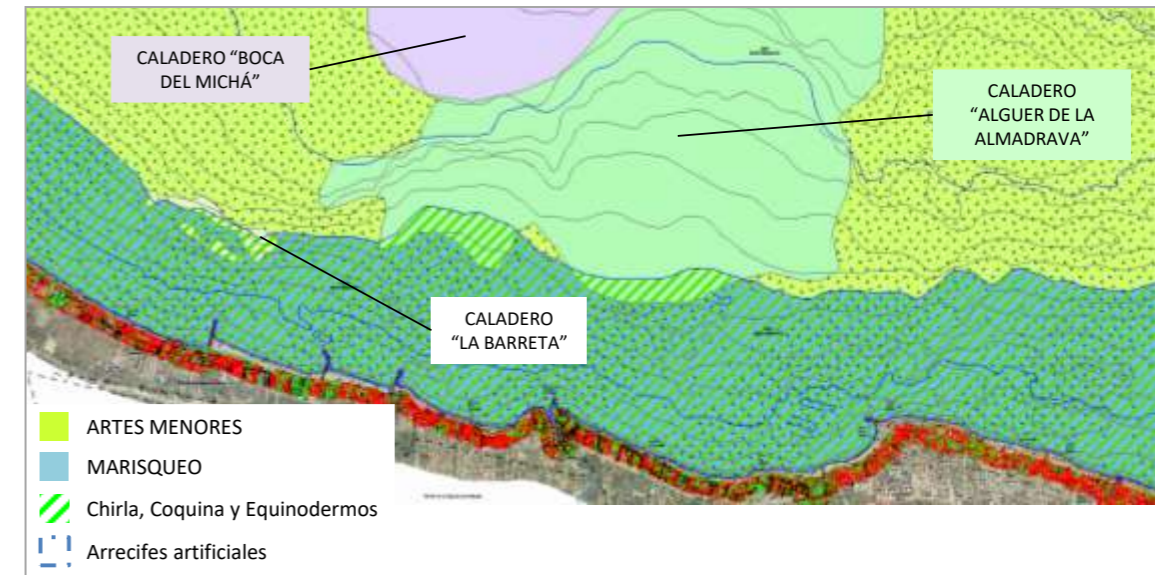 CALADERO “BOCA
DEL MICHÁ”
CALADERO
“ALGUER DE LA
ALMADRAVA”
CALADERO
“LA BARRETA”
ARTES MENORES
MARISQUEO
Chirla, Coquina y Equinodermos
Arrecifes artificiales